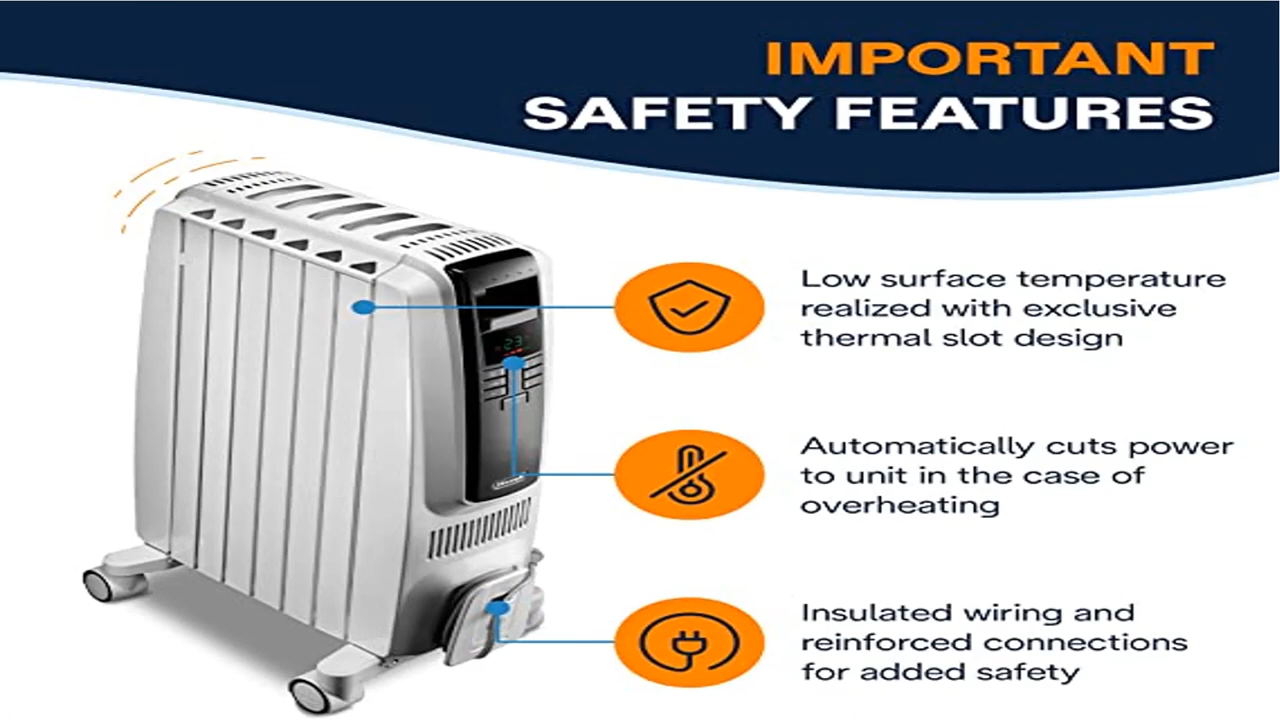 IMPORTANT
SAFETY FEATURES
Low surface temperature
realized with exclusive
thermal slot design
23
Automatically cuts power
to unit in the case of
overheating
Insulated wiring and
reinforced connections
for added safety